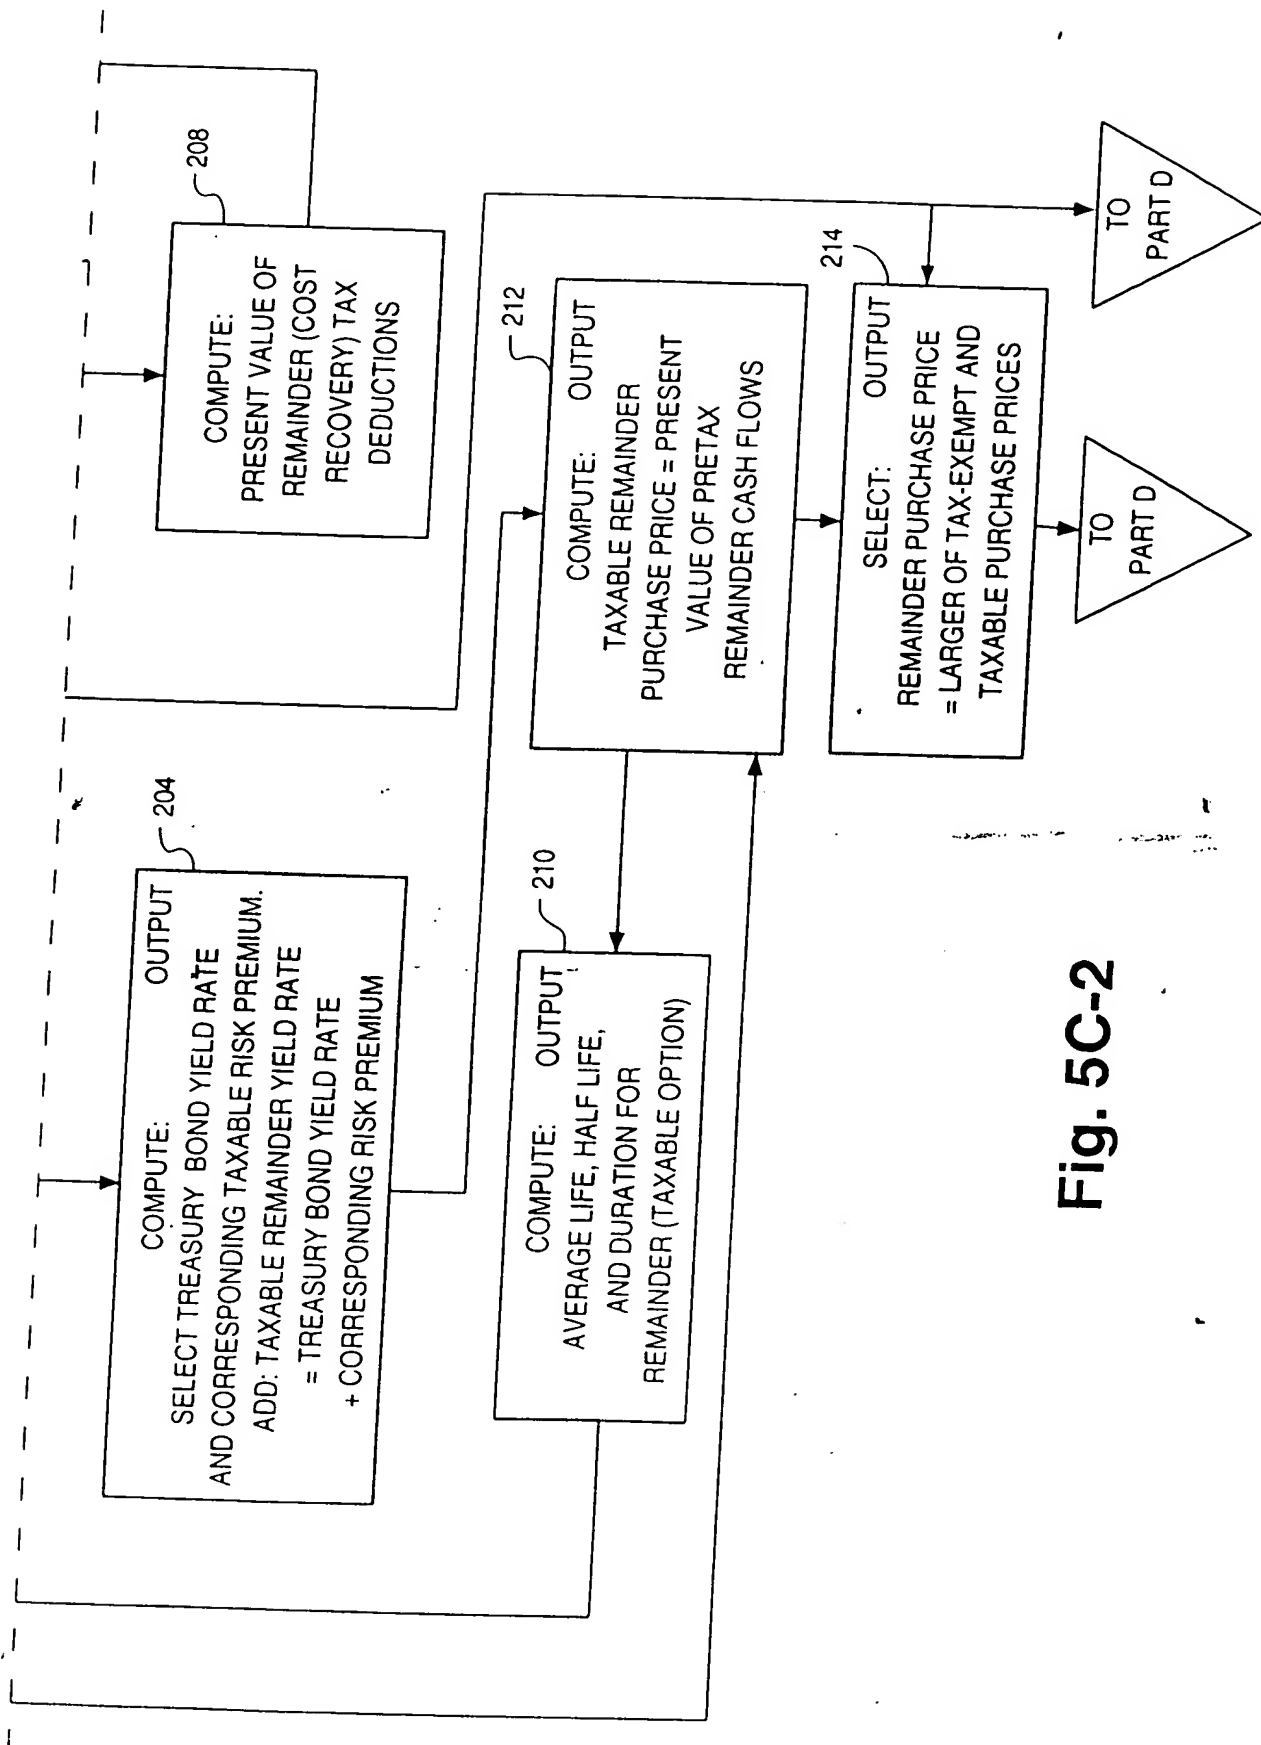 208
COMPUTE:
PRESENT VALUE OF
REMAINDER (COST
RECOVERY) TAX
DEDUCTIONS
204
COMPUTE: OUTPUT
SELECT TREASURY BOND YIELD RATE
AND CORRESPONDING TAXABLE RISK PREMIUM.
ADD: TAXABLE REMAINDER YIELD RATE
= TREASURY BOND YIELD RATE
+ CORRESPONDING RISK PREMIUM
212
COMPUTE: OUTPUT
TAXABLE REMAINDER
PURCHASE PRICE = PRESENT
VALUE OF PRETAX
REMAINDER CASH FLOWS
210
COMPUTE: OUTPUT
AVERAGE LIFE, HALF LIFE,
AND DURATION FOR
REMAINDER (TAXABLE OPTION)
214
SELECT: OUTPUT
REMAINDER PURCHASE PRICE
= LARGER OF TAX-EXEMPT AND
TAXABLE PURCHASE PRICES
TO
PART D
TO
PART D
Fig. 5C-2